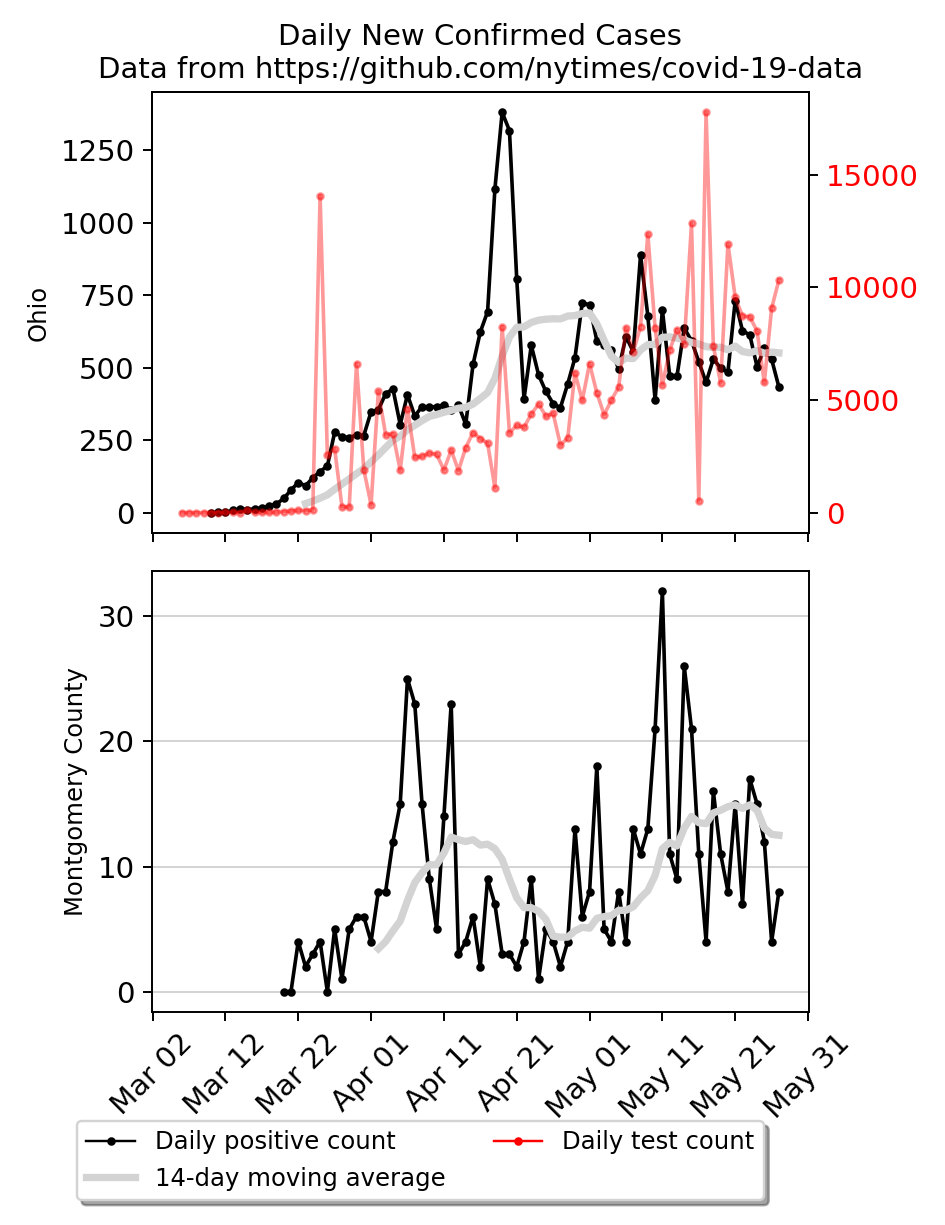 Daily New Confirmed Cases
Data from https://github.com/nytimes/covid-19-data
Ohio
1250
1000
750
500
250
0
15000
10000
5000
0
Montgomery County
30
20
10
0
Mar 02
Mar 12
Mar 22
Apr 01
Apr 11
Apr 21
May 01
May 11
May 21
May 31
Daily positive count
Daily test count
14-day moving average